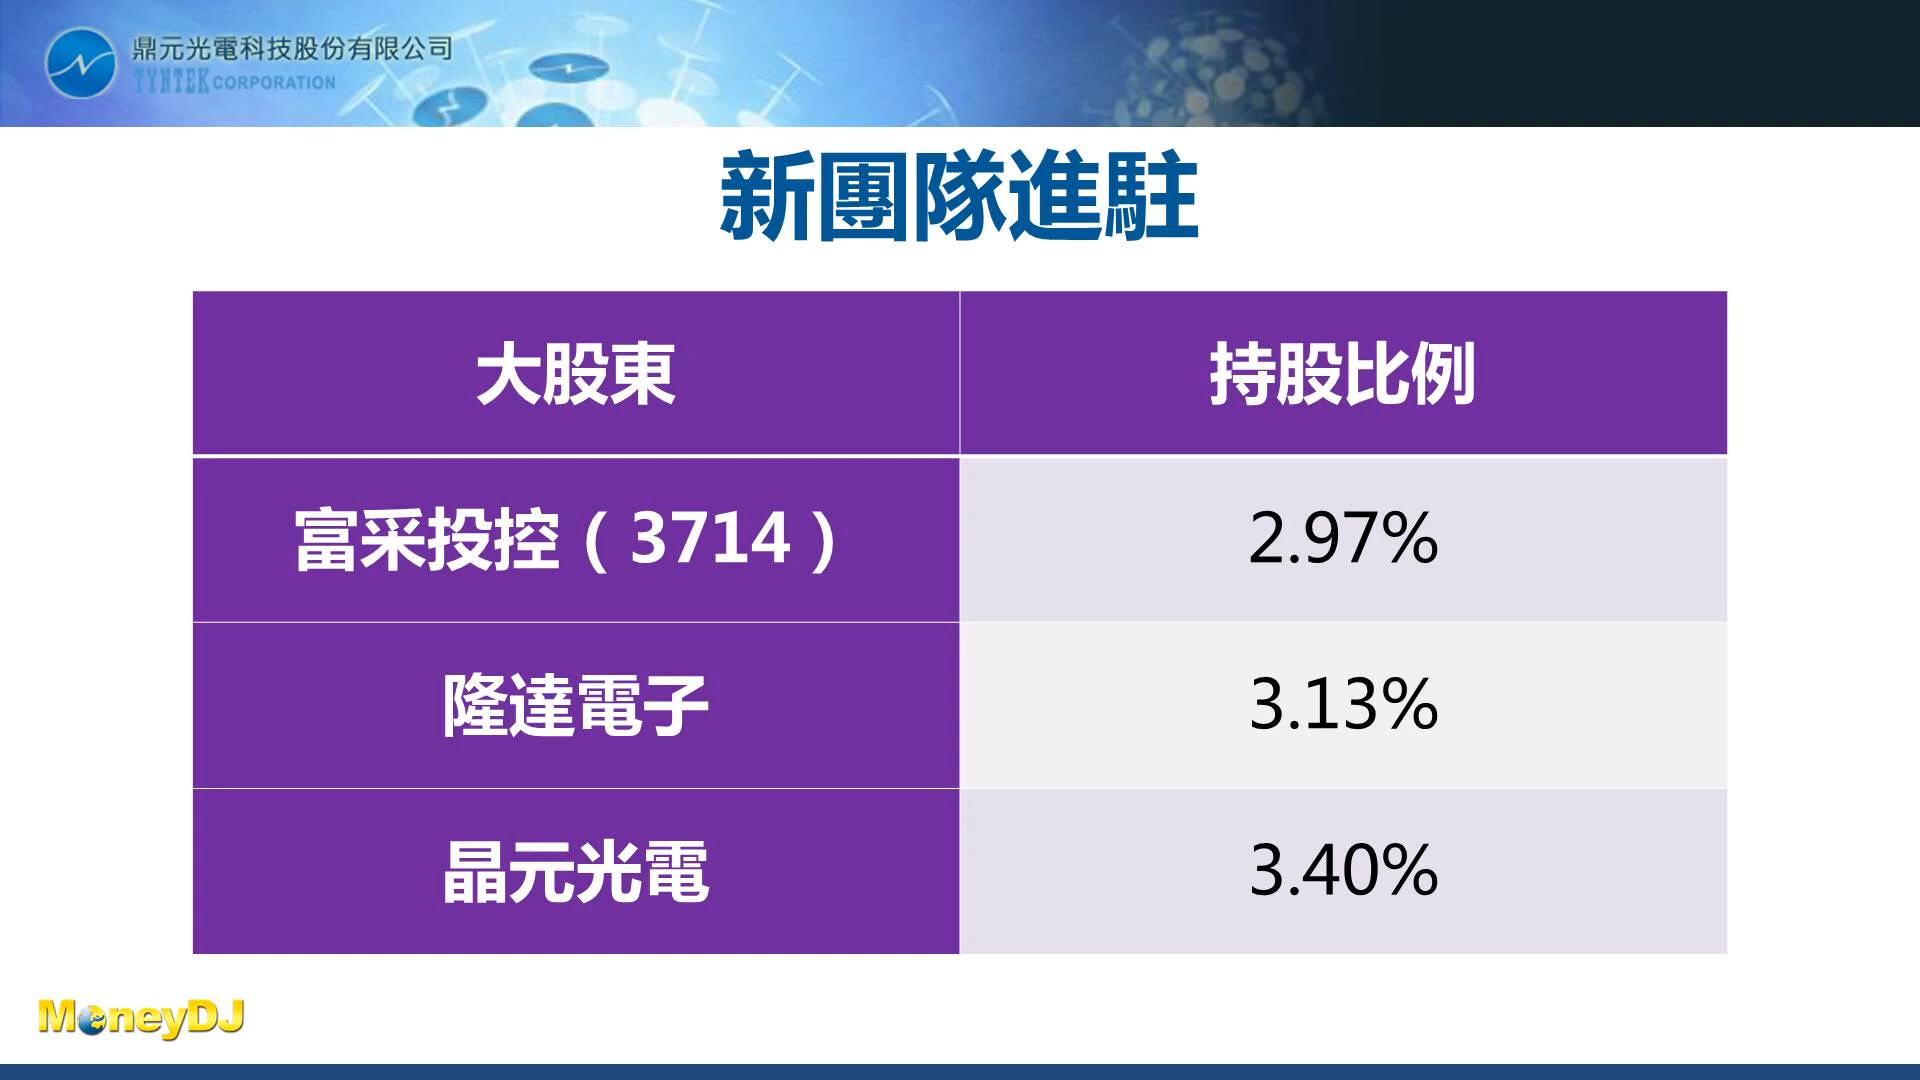 鼎元光電科技股份有限公司
TYNTEK CORPORATION
新團隊進駐
大股東 持股比例
富采投控（3714） 2.97%
隆達電子 3.13%
晶元光電 3.40%
MoneyDJ